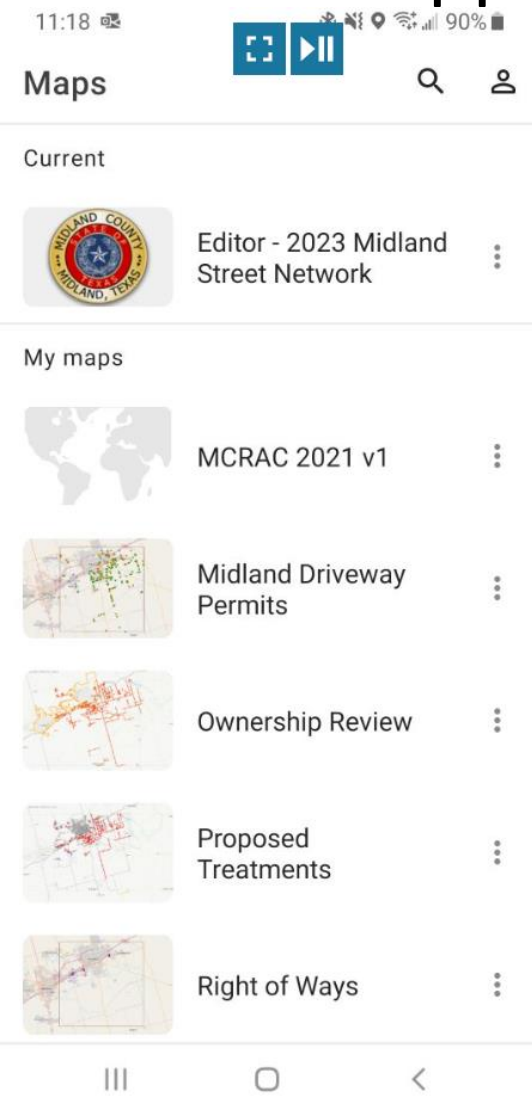 11:18 90%
Maps
Current
MIDLAND COUNTY
STATE OF
TEXAS
MIDLAND, TEXAS
Editor - 2023 Midland
Street Network
My maps
MCRAC 2021 v1
Midland Driveway
Permits
Ownership Review
Proposed
Treatments
Right of Ways